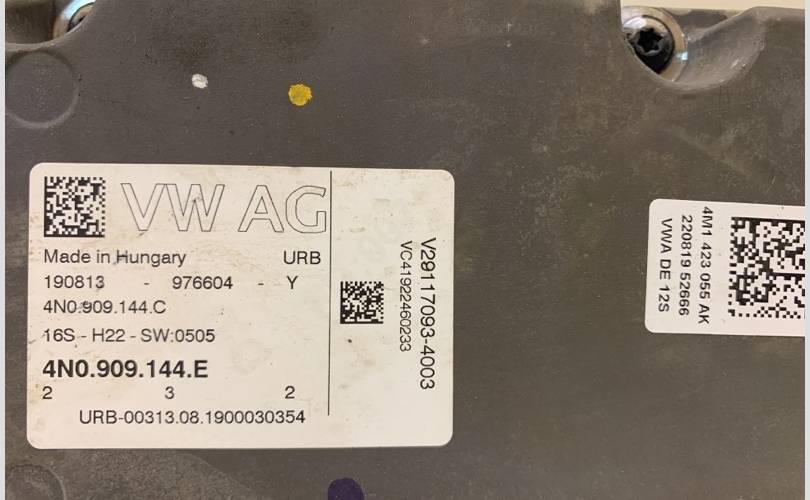 VW AG
Made in Hungary URB
190813 - 976604 - Y
4N0.909.144.C
16S - H22 - SW:0505
4N0.909.144.E
2 3 2
URB-00313.08.1900030354
V29117093-4003
VC41922460233
4M1 423 055 AK
220819 52666
VWA DE 12S